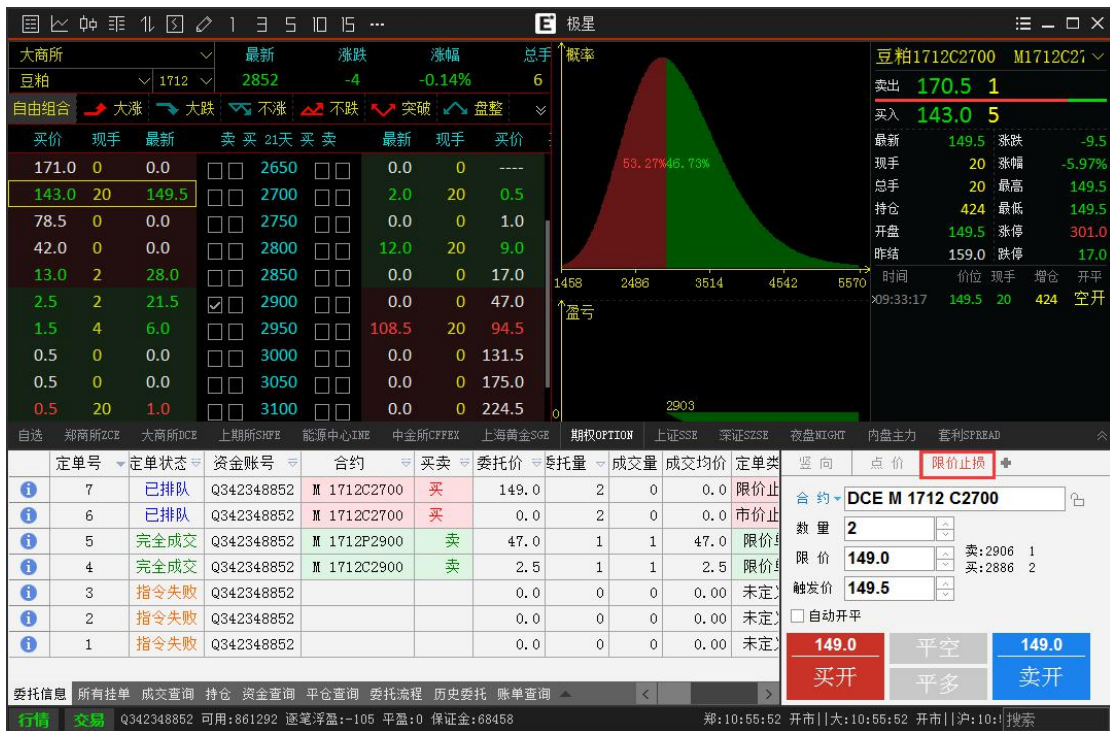 1 3 5 10 15 ... E 极星
大商所 最新 涨跌 涨幅 总手
豆粕 1712 2852 -4 -0.14% 6
自由组合 大涨 大跌 不涨 不跌 突破 盘整
买价 现手 最新 卖 买 21天 买 卖 最新 现手 买价
171.0 0 0.0 2650 0.0 0 ----
143.0 20 149.5 2700 2.0 20 0.5
78.5 0 0.0 2750 0.0 0 1.0
42.0 0 0.0 2800 12.0 20 9.0
13.0 2 28.0 2850 0.0 0 17.0
2.5 2 21.5 2900 0.0 0 47.0
1.5 4 6.0 2950 108.5 20 94.5
0.5 0 0.0 3000 0.0 0 131.5
0.5 0 0.0 3050 0.0 0 175.0
0.5 20 1.0 3100 0.0 0 224.5
概率
53.27% 46.73%
1458 2486 3514 4542 5570
盈亏
2903
0
豆粕1712C2700 M1712C27
卖出 170.5 1
买入 143.0 5
最新 149.5 涨跌 -9.5
现手 20 涨幅 -5.97%
总手 20 最高 149.5
持仓 424 最低 149.5
开盘 149.5 涨停 301.0
昨结 159.0 跌停 17.0
时间 价位 现手 增仓 开平
09:33:17 149.5 20 424 空开
自选 郑商所ZCE 大商所DCE 上期所SHFE 能源中心INE 中金所CFFEX 上海黄金SGE 期权OPTION 上证SSE 深证SZSE 夜盘NIGHT 内盘主力 套利SPREAD
定单号 定单状态 资金账号 合约 买卖 委托价 委托量 成交量 成交均价 定单类
7 已排队 Q342348852 M 1712C2700 买 149.0 2 0 0.0 限价止
6 已排队 Q342348852 M 1712C2700 买 0.0 2 0 0.0 市价止
5 完全成交 Q342348852 M 1712P2900 卖 47.0 1 1 47.0 限价
4 完全成交 Q342348852 M 1712C2900 卖 2.5 1 1 2.5 限价
3 指令失败 Q342348852 0.0 0 0 0.00 未定
2 指令失败 Q342348852 0.0 0 0 0.00 未定
1 指令失败 Q342348852 0.0 0 0 0.00 未定
委托信息 所有挂单 成交查询 持仓 资金查询 平仓查询 委托流程 历史委托 账单查询
竖向 点价 限价止损
合约 DCE M 1712 C2700
数量 2
限价 149.0 卖:2906 1
买:2886 2
触发价 149.5
自动开平
149.0 买开 平空 平多 149.0 卖开
行情 交易 Q342348852 可用:861292 逐笔浮盈:-105 平盈:0 保证金:68458 郑:10:55:52 开市||大:10:55:52 开市||沪:10: 搜索